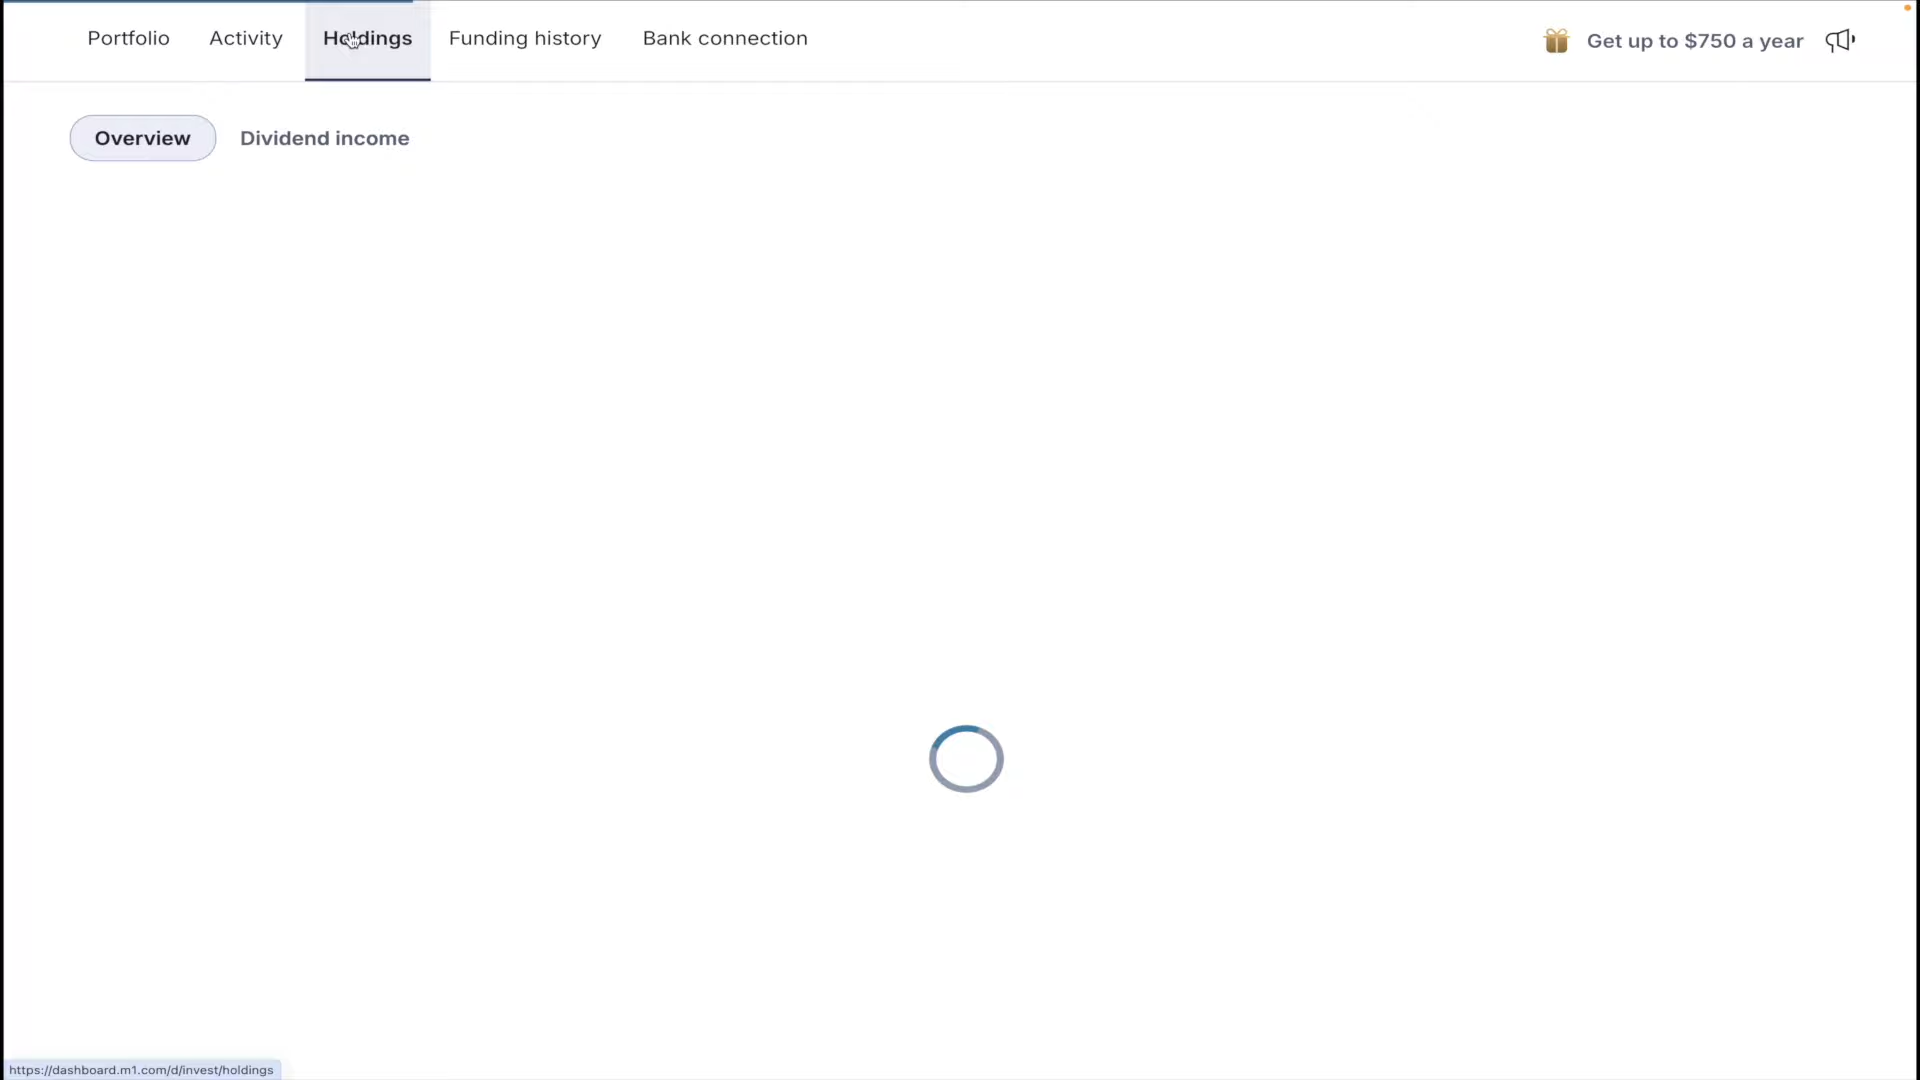 Portfolio Activity Holdings Funding history Bank connection Get up to $750 a year
Overview Dividend income
https://dashboard.m1.com/d/invest/holdings